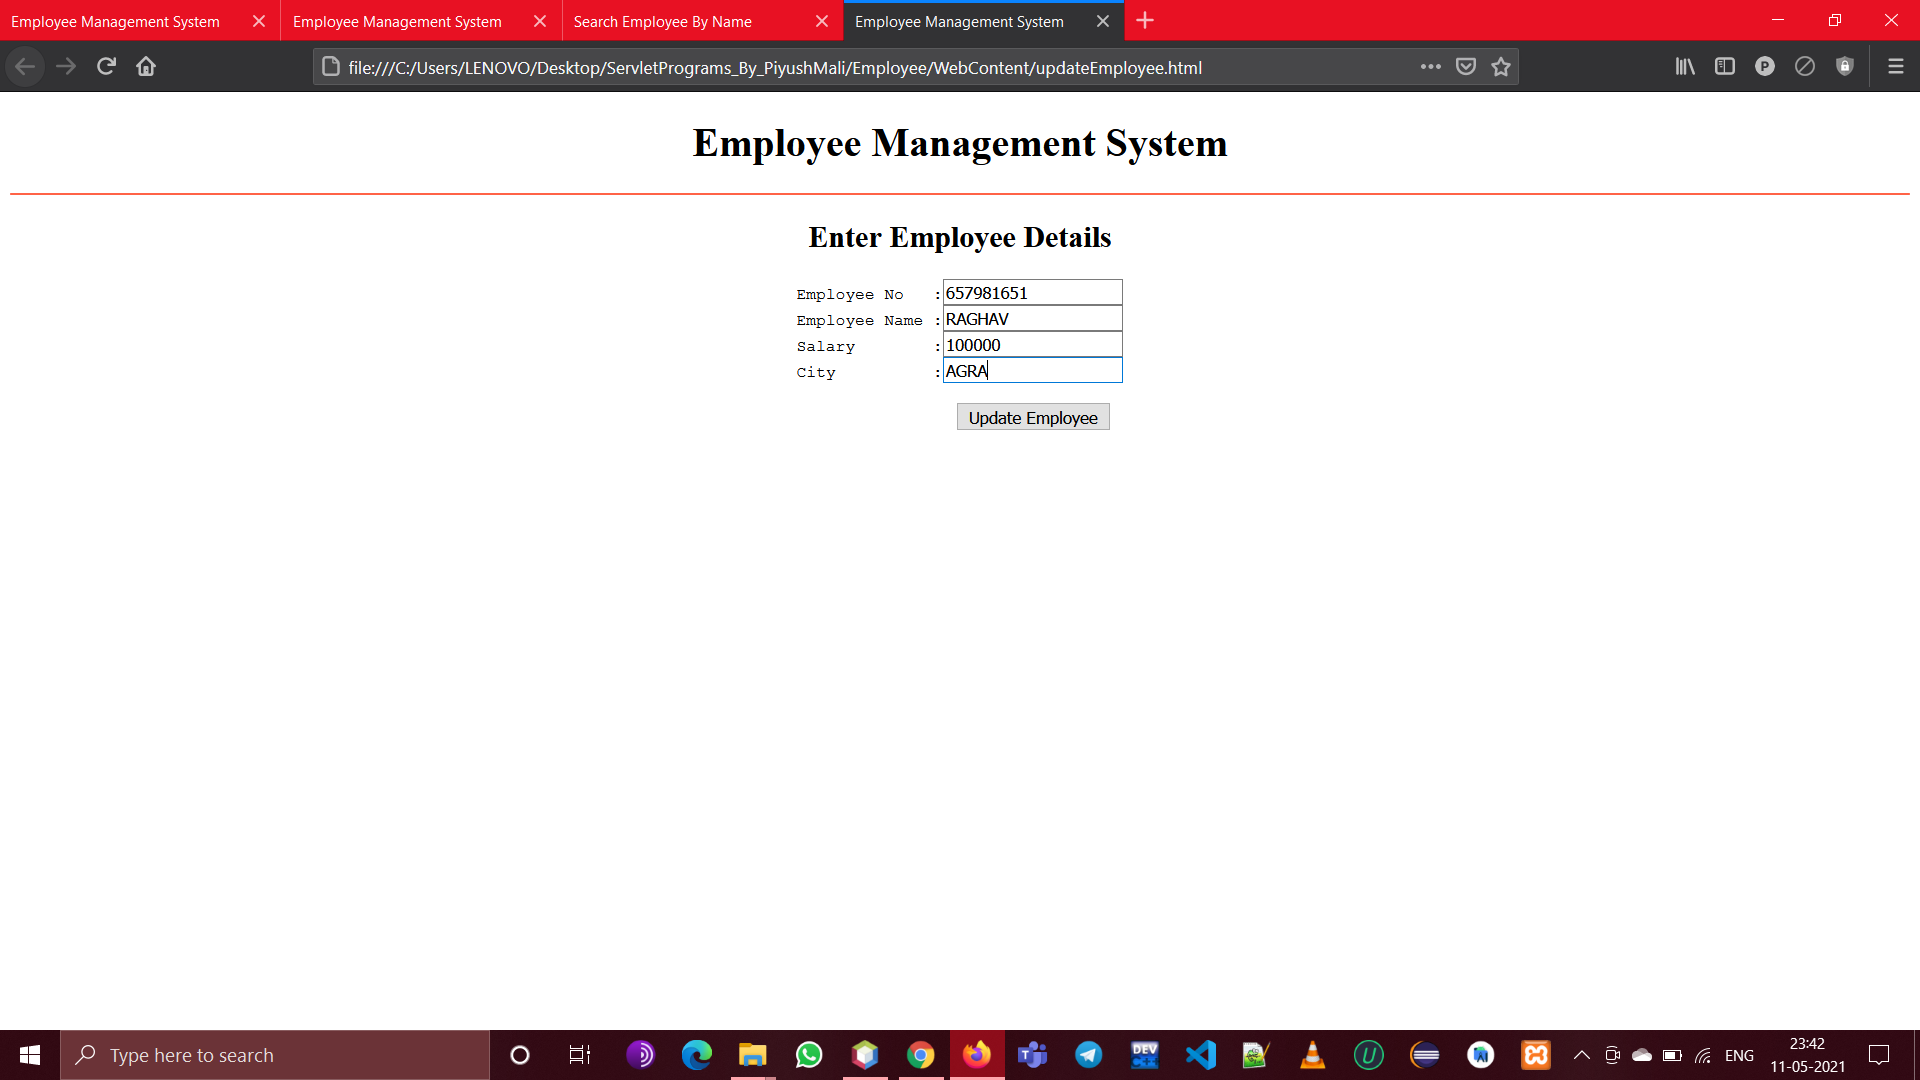 Employee Management System
Employee Management System
Search Employee By Name
Employee Management System
file:///C:/Users/LENOVO/Desktop/ServletPrograms_By_PiyushMali/Employee/WebContent/updateEmployee.html
Employee Management System
Enter Employee Details
Employee No : 657981651
Employee Name : RAGHAV
Salary : 100000
City : AGRA
Update Employee
Type here to search
DEV
ENG
23:42
11-05-2021